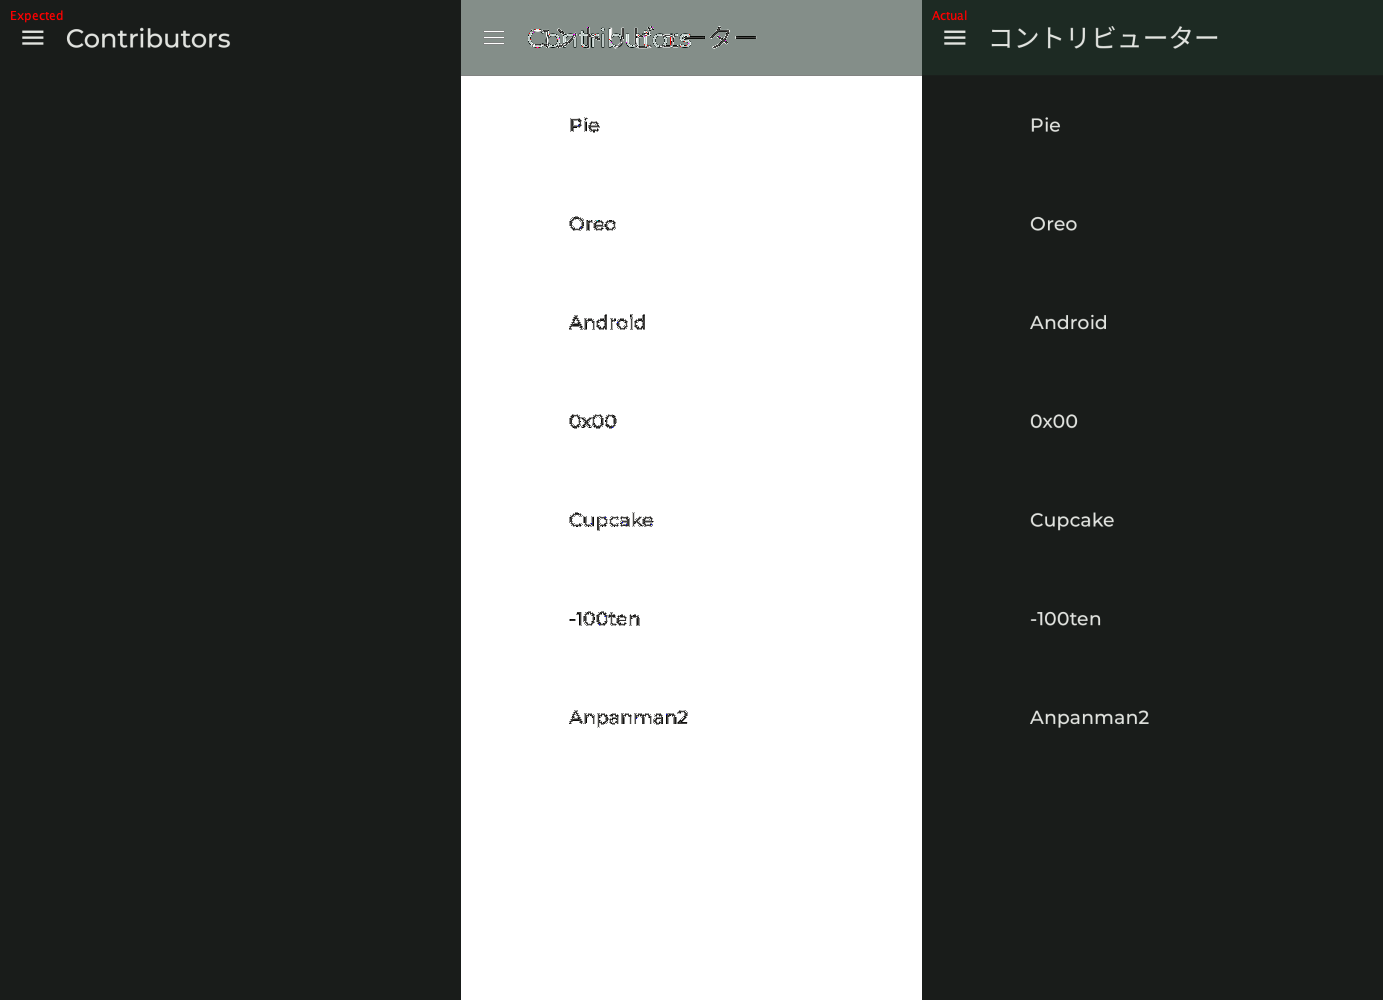 Expected
Contributors
Pie
Oreo
Android
0x00
Cupcake
-100ten
Anpanman2
Actual
コントリビューター
Pie
Oreo
Android
0x00
Cupcake
-100ten
Anpanman2